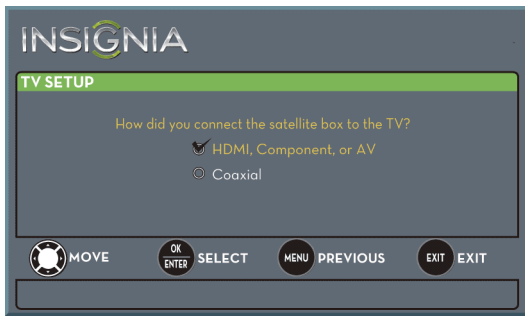 INSIGNIA
TV SETUP
How did you connect the satellite box to the TV?
HDMI, Component, or AV
Coaxial
MOVE OK ENTER SELECT MENU PREVIOUS EXIT EXIT